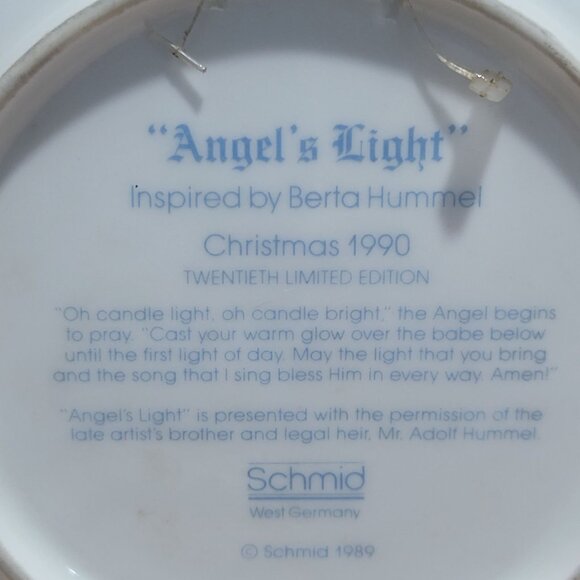 "Angel's Light"
Inspired by Berta Hummel
Christmas 1990
TWENTIETH LIMITED EDITION
"Oh candle light, oh candle bright," the Angel begins
to pray. "Cast your warm glow over the babe below
until the first light of day. May the light that you bring
and the song that I sing bless Him in every way. Amen!"
"Angel's Light" is presented with the permission of the
late artist's brother and legal heir, Mr. Adolf Hummel.
Schmid
West Germany
© Schmid 1989